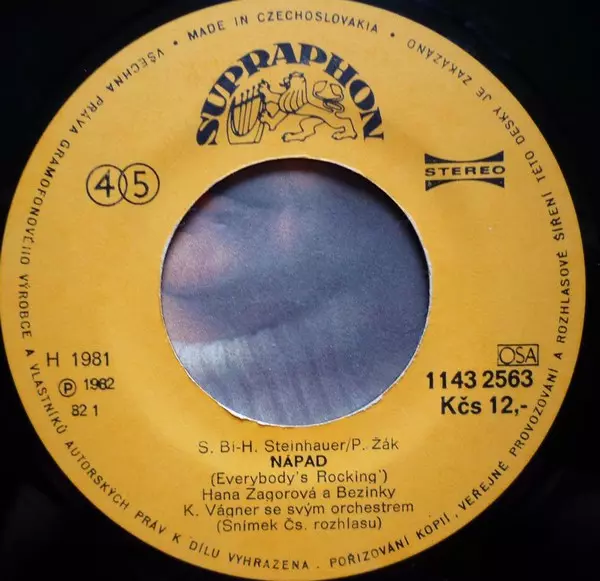 VŠECHNA PRÁVA GRAMOFONOVÉHO VÝROBCE A VLASTNÍKŮ AUTORSKÝCH PRÁV K DÍLU VYHRAZENA. POŘIZOVÁNÍ KOPIÍ, VEŘEJNÉ PROVOZOVÁNÍ A ROZHLASOVÉ ŠÍŘENÍ TÉTO DESKY JE ZAKÁZÁNO
• MADE IN CZECHOSLOVAKIA •
SUPRAPHON
45
STEREO
H 1981
℗ 1982
82 1
OSA
1143 2563
Kčs 12,-
S. Bi-H. Steinhauer/P. Žák
NÁPAD
(Everybody's Rocking')
Hana Zagorová a Bezinky
K. Vágner se svým orchestrem
(Snímek Čs. rozhlasu)